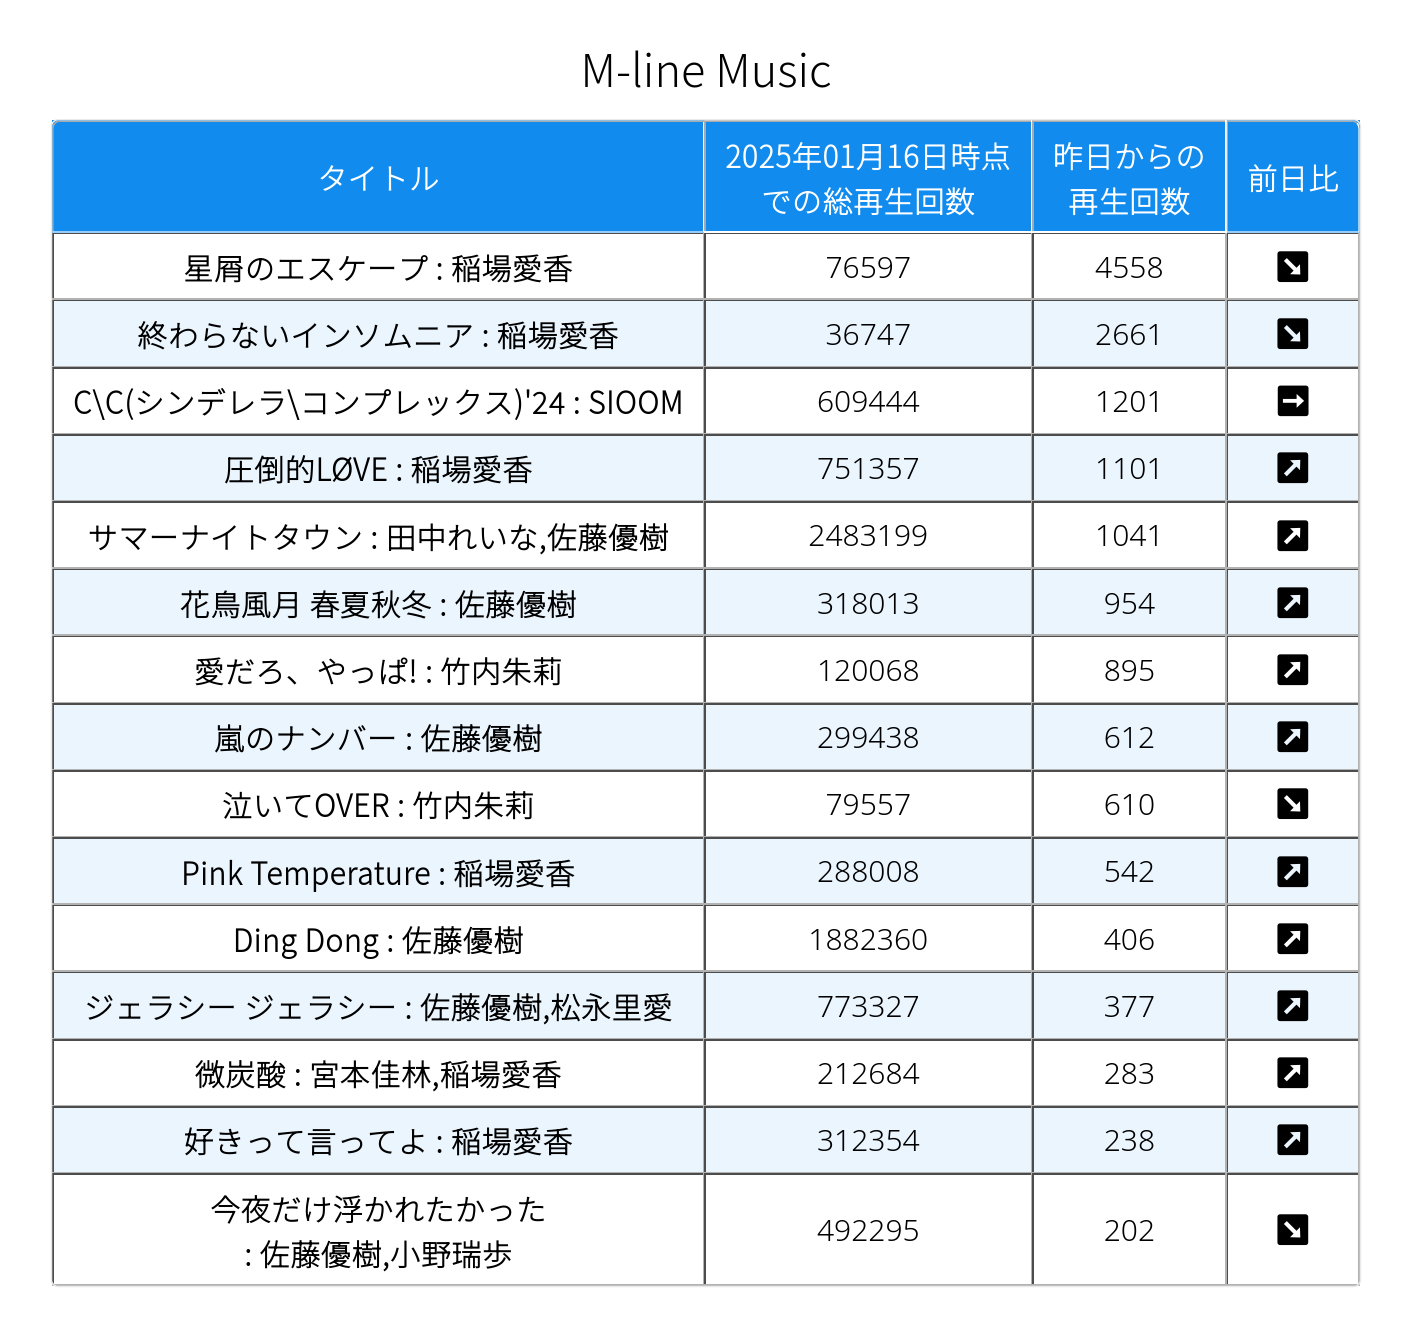 M-line Music
タイトル 2025年01月16日時点 昨日からの 前日比
での総再生回数 再生回数
星屑のエスケープ : 稲場愛香 76597 4558 ↘
終わらないインソムニア : 稲場愛香 36747 2661 ↘
C\C(シンデレラ\コンプレックス)'24 : SIOOM 609444 1201 →
圧倒的LØVE : 稲場愛香 751357 1101 ↗
サマーナイトタウン : 田中れいな,佐藤優樹 2483199 1041 ↗
花鳥風月 春夏秋冬 : 佐藤優樹 318013 954 ↗
愛だろ、やっぱ! : 竹内朱莉 120068 895 ↗
嵐のナンバー : 佐藤優樹 299438 612 ↗
泣いてOVER : 竹内朱莉 79557 610 ↘
Pink Temperature : 稲場愛香 288008 542 ↗
Ding Dong : 佐藤優樹 1882360 406 ↗
ジェラシー ジェラシー : 佐藤優樹,松永里愛 773327 377 ↗
微炭酸 : 宮本佳林,稲場愛香 212684 283 ↗
好きって言ってよ : 稲場愛香 312354 238 ↗
今夜だけ浮かれたかった
: 佐藤優樹,小野瑞歩 492295 202 ↘